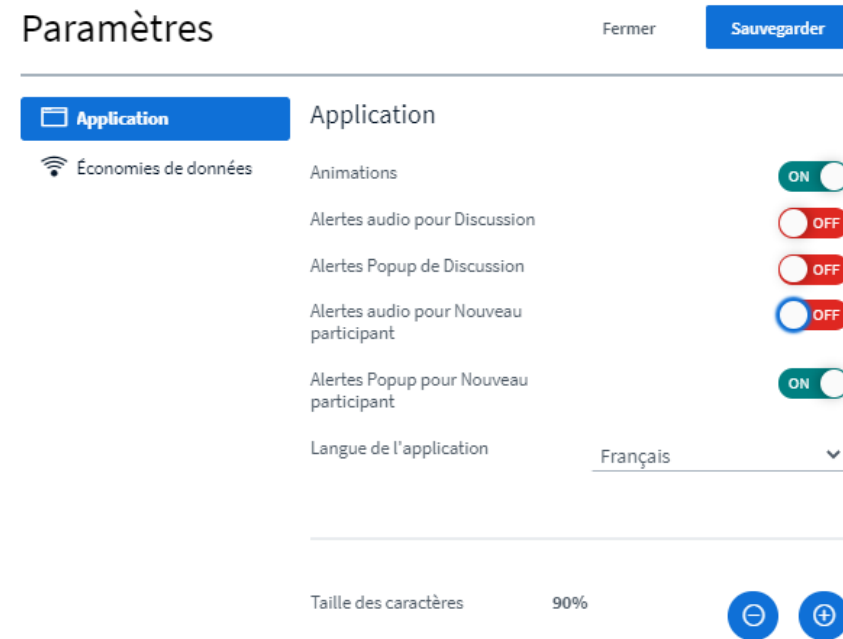 Paramètres
Fermer
Sauvegarder
Application
Économies de données
Application
Animations
ON
Alertes audio pour Discussion
OFF
Alertes Popup de Discussion
OFF
Alertes audio pour Nouveau
participant
OFF
Alertes Popup pour Nouveau
participant
ON
Langue de l'application
Français
Taille des caractères
90%